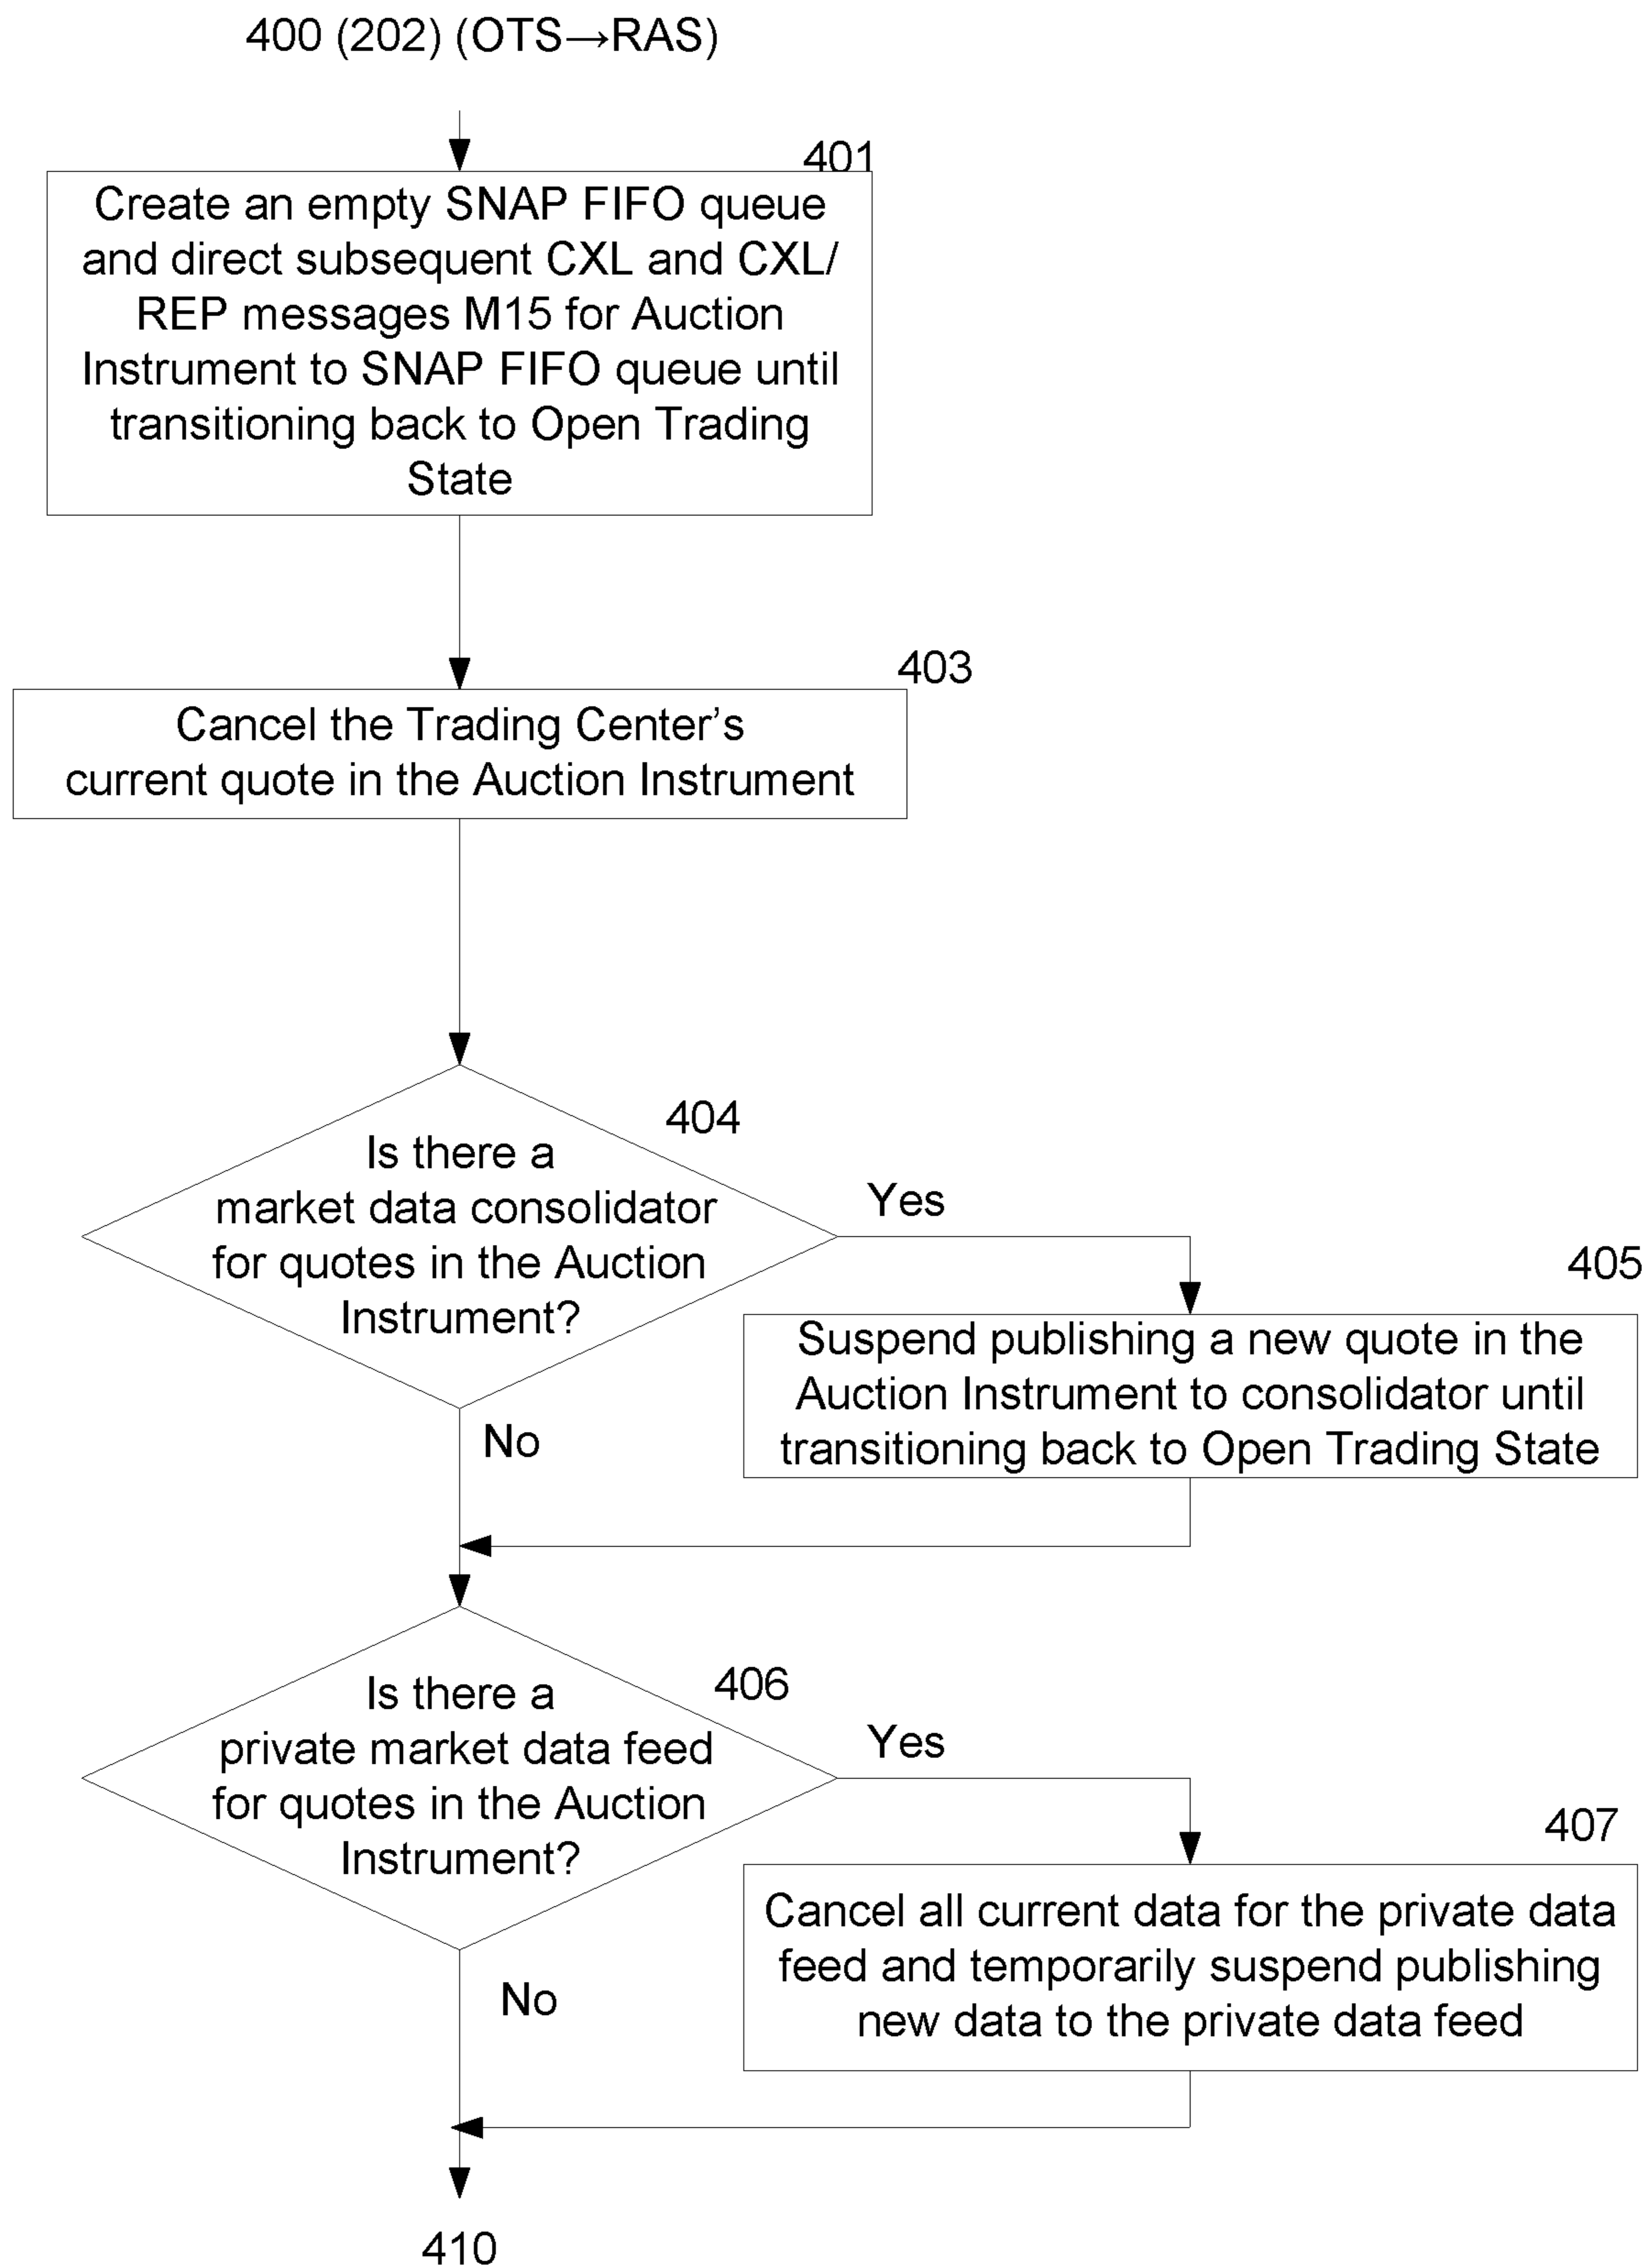 400 (202) (OTS→RAS)
401
Create an empty SNAP FIFO queue
and direct subsequent CXL and CXL/
REP messages M15 for Auction
Instrument to SNAP FIFO queue until
transitioning back to Open Trading
State
403
Cancel the Trading Center’s
current quote in the Auction Instrument
404
Is there a
market data consolidator
for quotes in the Auction
Instrument?
Yes
405
Suspend publishing a new quote in the
Auction Instrument to consolidator until
transitioning back to Open Trading State
No
406
Is there a
private market data feed
for quotes in the Auction
Instrument?
Yes
407
Cancel all current data for the private data
feed and temporarily suspend publishing
new data to the private data feed
No
410